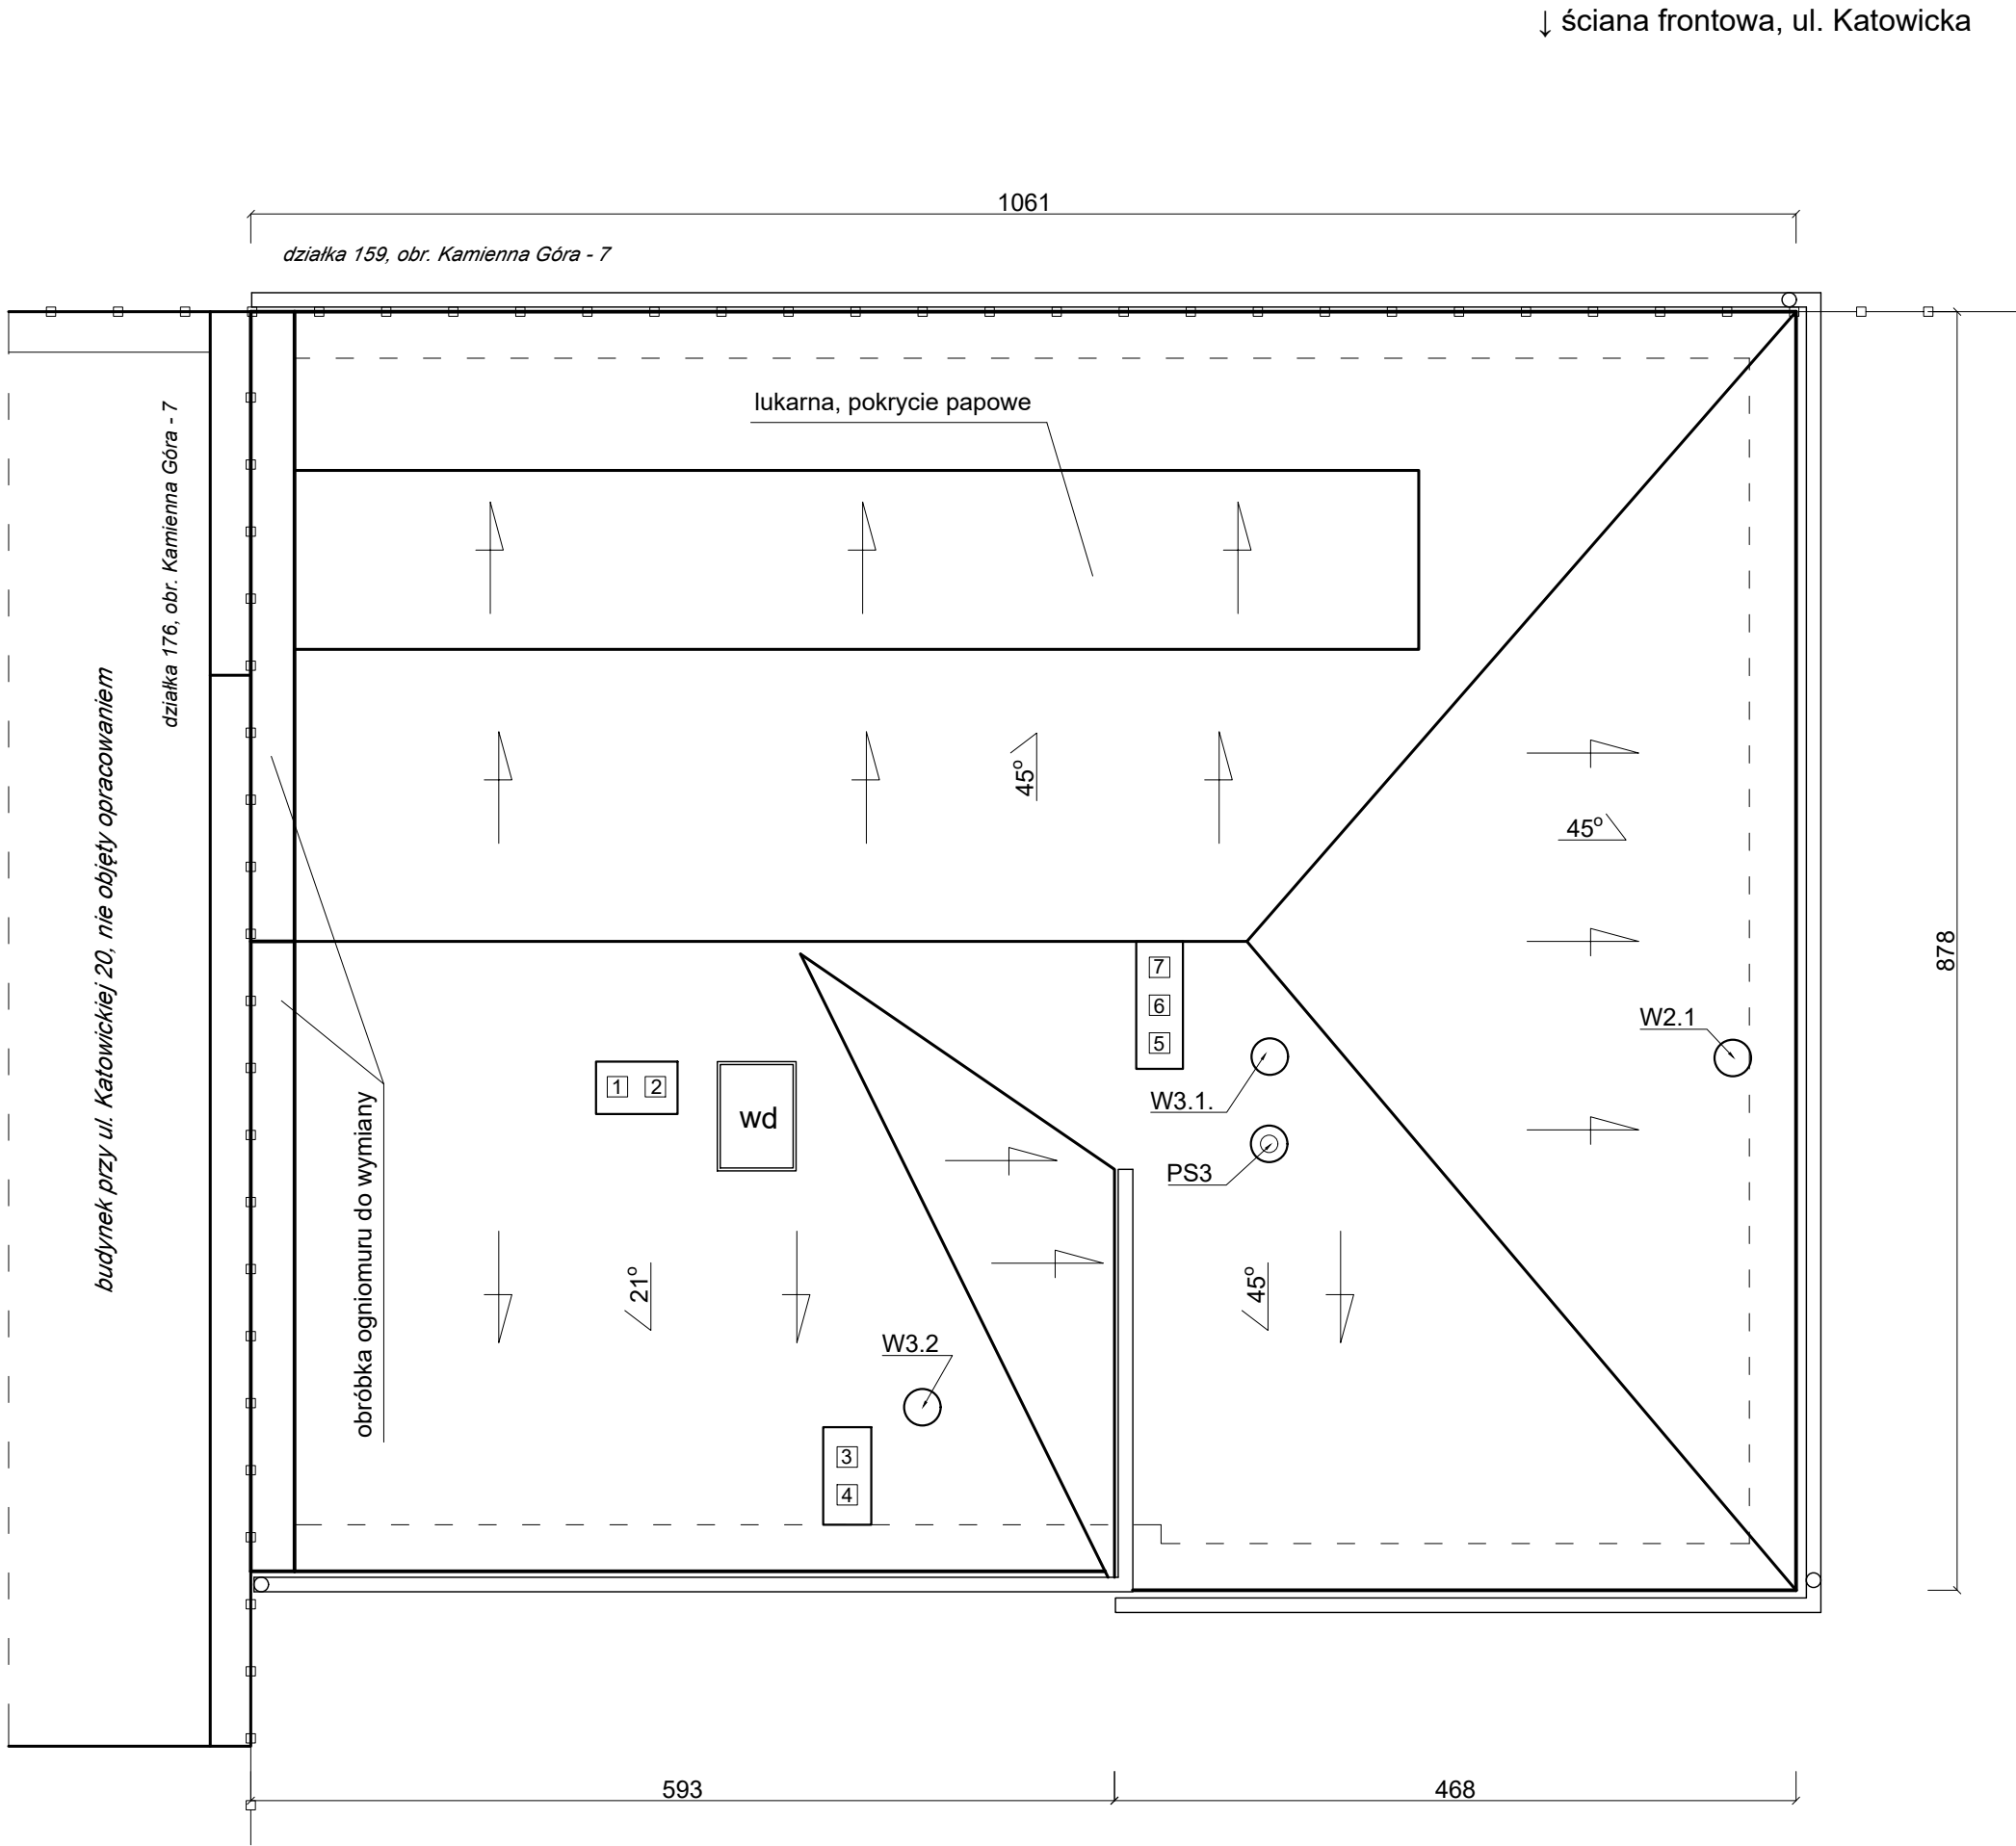 ↓ ściana frontowa, ul. Katowicka
1061
działka 159, obr. Kamienna Góra - 7
lukarna, pokrycie papowe
działka 176, obr. Kamienna Góra - 7
budynek przy ul. Katowickiej 20, nie objęty opracowaniem
45°
45°
878
7
6
5
W2.1
1 2
wd
W3.1.
PS3
obróbka ogniomuru do wymiany
21°
45°
W3.2
3
4
593
468